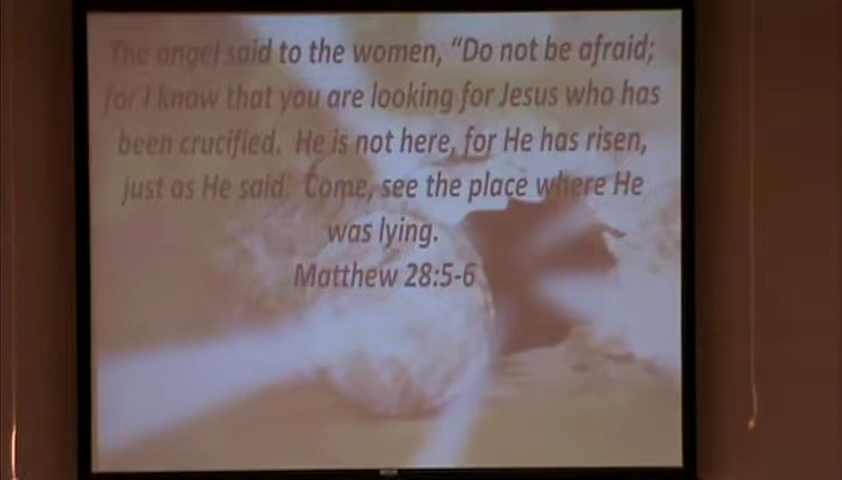 The angel said to the women, “Do not be afraid;
for I know that you are looking for Jesus who has
been crucified. He is not here, for He has risen,
just as He said. Come, see the place where He
was lying.
Matthew 28:5-6